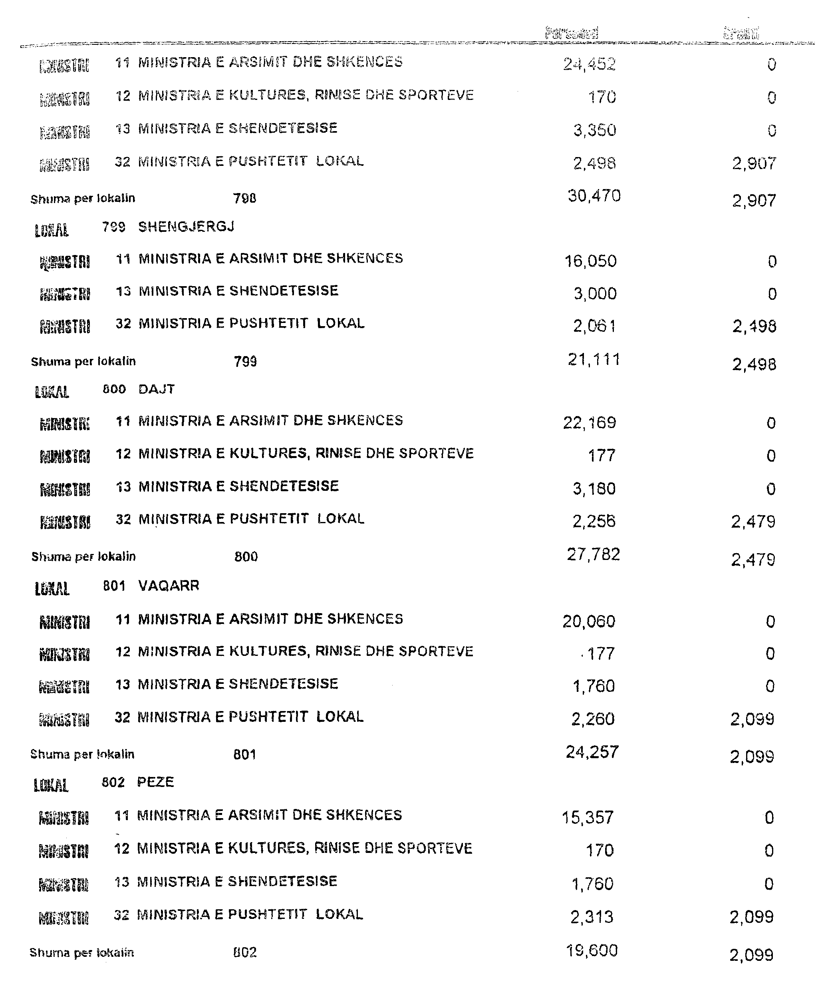 Personeli Granti
MINISTRI 11 MINISTRIA E ARSIMIT DHE SHKENCES 24,452 0
MINISTRI 12 MINISTRIA E KULTURES, RINISE DHE SPORTEVE 170 0
MINISTRI 13 MINISTRIA E SHENDETESISE 3,350 0
MINISTRI 32 MINISTRIA E PUSHTETIT LOKAL 2,498 2,907
Shuma per lokalin 798 30,470 2,907
LOKAL 799 SHENGJERGJ
MINISTRI 11 MINISTRIA E ARSIMIT DHE SHKENCES 16,050 0
MINISTRI 13 MINISTRIA E SHENDETESISE 3,000 0
MINISTRI 32 MINISTRIA E PUSHTETIT LOKAL 2,061 2,498
Shuma per lokalin 799 21,111 2,498
LOKAL 800 DAJT
MINISTRI 11 MINISTRIA E ARSIMIT DHE SHKENCES 22,169 0
MINISTRI 12 MINISTRIA E KULTURES, RINISE DHE SPORTEVE 177 0
MINISTRI 13 MINISTRIA E SHENDETESISE 3,180 0
MINISTRI 32 MINISTRIA E PUSHTETIT LOKAL 2,256 2,479
Shuma per lokalin 800 27,782 2,479
LOKAL 801 VAQARR
MINISTRI 11 MINISTRIA E ARSIMIT DHE SHKENCES 20,060 0
MINISTRI 12 MINISTRIA E KULTURES, RINISE DHE SPORTEVE 177 0
MINISTRI 13 MINISTRIA E SHENDETESISE 1,760 0
MINISTRI 32 MINISTRIA E PUSHTETIT LOKAL 2,260 2,099
Shuma per lokalin 801 24,257 2,099
LOKAL 802 PEZE
MINISTRI 11 MINISTRIA E ARSIMIT DHE SHKENCES 15,357 0
MINISTRI 12 MINISTRIA E KULTURES, RINISE DHE SPORTEVE 170 0
MINISTRI 13 MINISTRIA E SHENDETESISE 1,760 0
MINISTRI 32 MINISTRIA E PUSHTETIT LOKAL 2,313 2,099
Shuma per lokalin 802 19,600 2,099